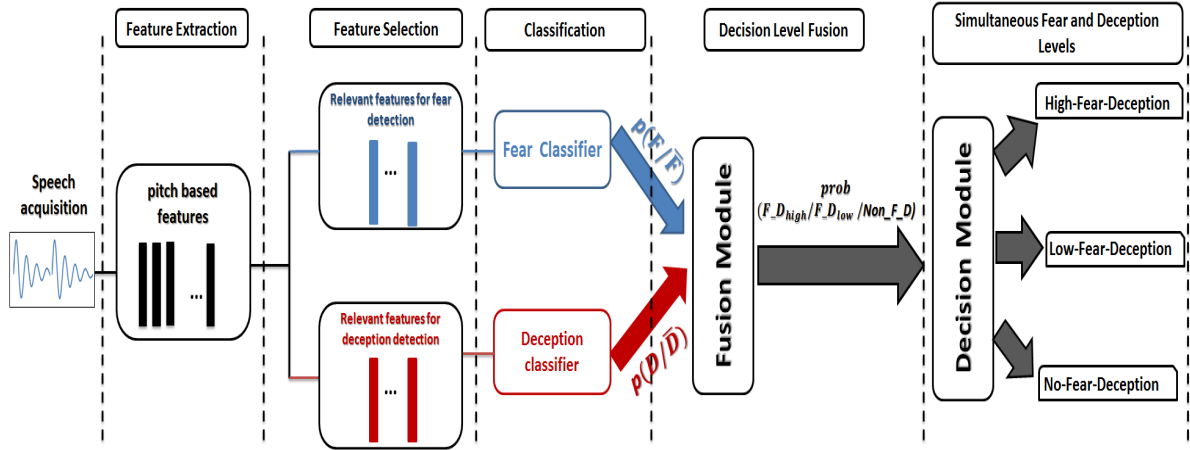 Feature Extraction
Feature Selection
Classification
Decision Level Fusion
Simultaneous Fear and Deception
Levels
Speech
acquisition
pitch based
features
...
Relevant features for fear
detection
...
Relevant features for
deception detection
...
Fear Classifier
Deception
classifier
p(F/F̅)
p(D/D̅)
Fusion Module
prob
(F_D_high/F_D_low /Non_F_D)
Decision Module
High-Fear-Deception
Low-Fear-Deception
No-Fear-Deception